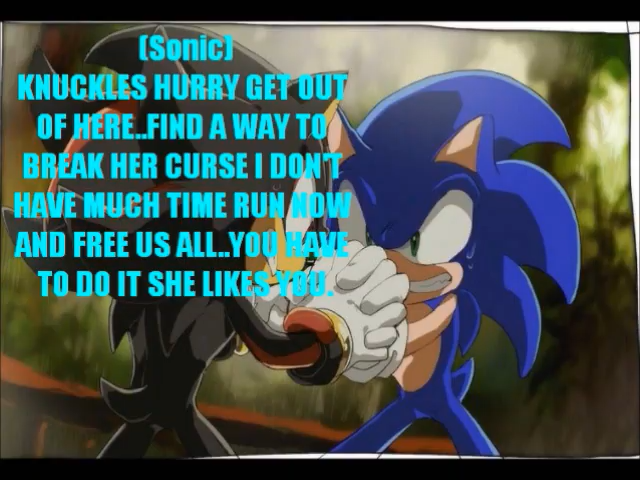 (Sonic)
KNUCKLES HURRY GET OUT
OF HERE..FIND A WAY TO
BREAK HER CURSE I DON'T
HAVE MUCH TIME RUN NOW
AND FREE US ALL..YOU HAVE
TO DO IT SHE LIKES YOU.